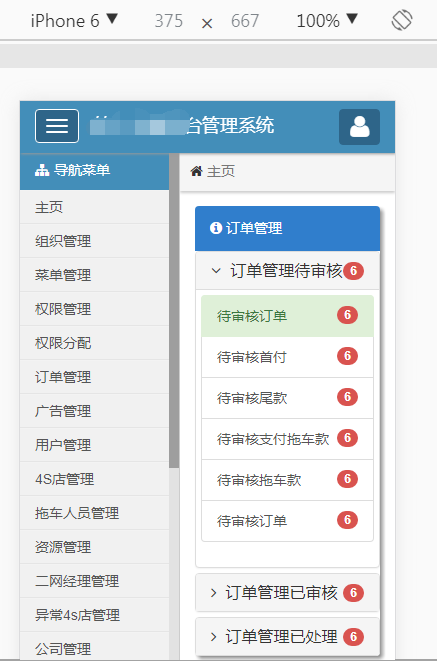 iPhone 6 ▼ 375 × 667 100% ▼
台管理系统
导航菜单
主页
组织管理
菜单管理
权限管理
权限分配
订单管理
广告管理
用户管理
4S店管理
拖车人员管理
资源管理
二网经理管理
异常4s店管理
公司管理
主页
订单管理
订单管理待审核 6
待审核订单 6
待审核首付 6
待审核尾款 6
待审核支付拖车款 6
待审核拖车款 6
待审核订单 6
订单管理已审核 6
订单管理已处理 6